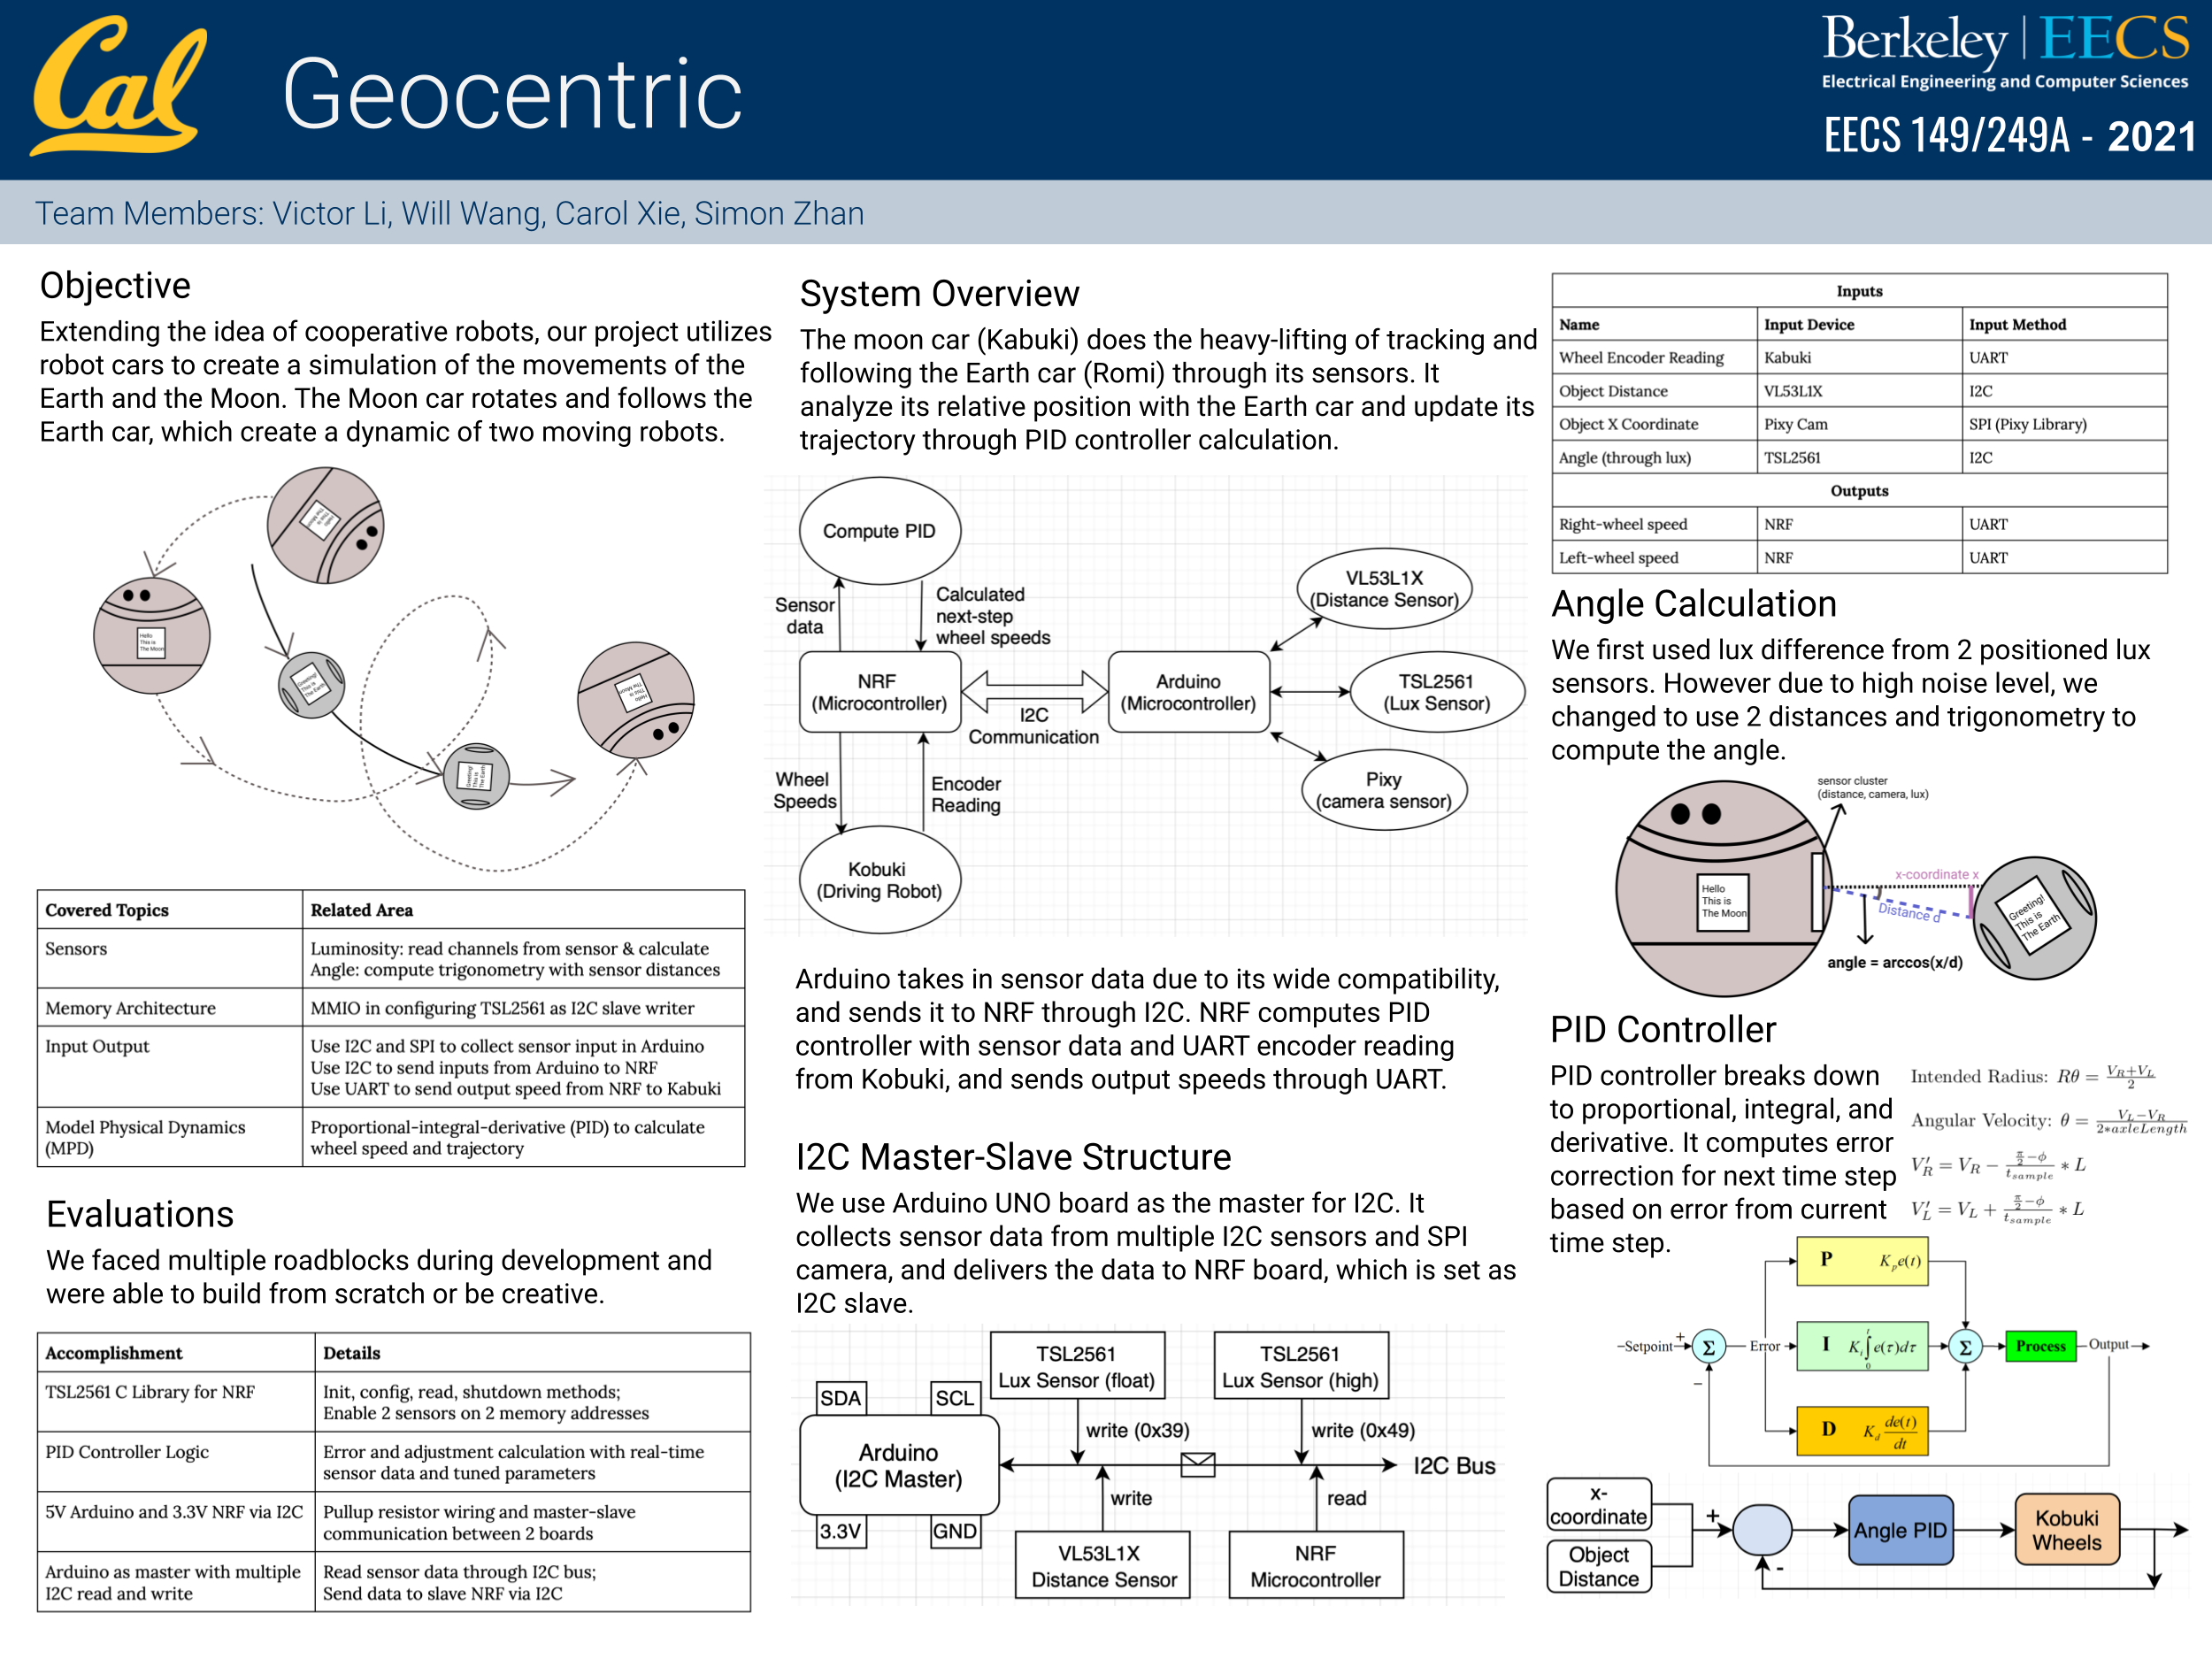 Cal
Geocentric
Berkeley | EECS
Electrical Engineering and Computer Sciences
EECS 149/249A - 2021
Team Members: Victor Li, Will Wang, Carol Xie, Simon Zhan
Objective
Extending the idea of cooperative robots, our project utilizes
robot cars to create a simulation of the movements of the
Earth and the Moon. The Moon car rotates and follows the
Earth car, which create a dynamic of two moving robots.
Hello
This is
The Moon
Hello
This is
The Moon
Greeting!
This is
The Earth
Hello
This is
The Moon
Greeting!
This is
The Earth
Covered Topics
Related Area
Sensors
Luminosity: read channels from sensor & calculate
Angle: compute trigonometry with sensor distances
Memory Architecture
MMIO in configuring TSL2561 as I2C slave writer
Input Output
Use I2C and SPI to collect sensor input in Arduino
Use I2C to send inputs from Arduino to NRF
Use UART to send output speed from NRF to Kabuki
Model Physical Dynamics
(MPD)
Proportional-integral-derivative (PID) to calculate
wheel speed and trajectory
Evaluations
We faced multiple roadblocks during development and
were able to build from scratch or be creative.
Accomplishment
Details
TSL2561 C Library for NRF
Init, config, read, shutdown methods;
Enable 2 sensors on 2 memory addresses
PID Controller Logic
Error and adjustment calculation with real-time
sensor data and tuned parameters
5V Arduino and 3.3V NRF via I2C
Pullup resistor wiring and master-slave
communication between 2 boards
Arduino as master with multiple
I2C read and write
Read sensor data through I2C bus;
Send data to slave NRF via I2C
System Overview
The moon car (Kabuki) does the heavy-lifting of tracking and
following the Earth car (Romi) through its sensors. It
analyze its relative position with the Earth car and update its
trajectory through PID controller calculation.
Compute PID
Sensor
data
Calculated
next-step
wheel speeds
NRF
(Microcontroller)
I2C
Communication
Arduino
(Microcontroller)
VL53L1X
(Distance Sensor)
TSL2561
(Lux Sensor)
Pixy
(camera sensor)
Wheel
Speeds
Encoder
Reading
Kobuki
(Driving Robot)
Arduino takes in sensor data due to its wide compatibility,
and sends it to NRF through I2C. NRF computes PID
controller with sensor data and UART encoder reading
from Kobuki, and sends output speeds through UART.
I2C Master-Slave Structure
We use Arduino UNO board as the master for I2C. It
collects sensor data from multiple I2C sensors and SPI
camera, and delivers the data to NRF board, which is set as
I2C slave.
SDA
SCL
Arduino
(I2C Master)
3.3V
GND
TSL2561
Lux Sensor (float)
TSL2561
Lux Sensor (high)
write (0x39)
write (0x49)
I2C Bus
write
read
VL53L1X
Distance Sensor
NRF
Microcontroller
Inputs
Name
Input Device
Input Method
Wheel Encoder Reading
Kabuki
UART
Object Distance
VL53L1X
I2C
Object X Coordinate
Pixy Cam
SPI (Pixy Library)
Angle (through lux)
TSL2561
I2C
Outputs
Right-wheel speed
NRF
UART
Left-wheel speed
NRF
UART
Angle Calculation
We first used lux difference from 2 positioned lux
sensors. However due to high noise level, we
changed to use 2 distances and trigonometry to
compute the angle.
sensor cluster
(distance, camera, lux)
Hello
This is
The Moon
x-coordinate x
Distance d
angle = arccos(x/d)
Greeting!
This is
The Earth
PID Controller
PID controller breaks down
to proportional, integral, and
derivative. It computes error
correction for next time step
based on error from current
time step.
Intended Radius: Rθ = (V_R+V_L)/2
Angular Velocity: θ = (V_L−V_R)/(2∗axleLength)
V′_R = V_R − (π/2−ϕ)/t_sample ∗ L
V′_L = V_L + (π/2−ϕ)/t_sample ∗ L
P K_p e(t)
Setpoint + Σ Error I K_i ∫_0^t e(τ)dτ Σ Process Output
−
D K_d de(t)/dt
x-
coordinate
Object
Distance
+
-
Angle PID
Kobuki
Wheels